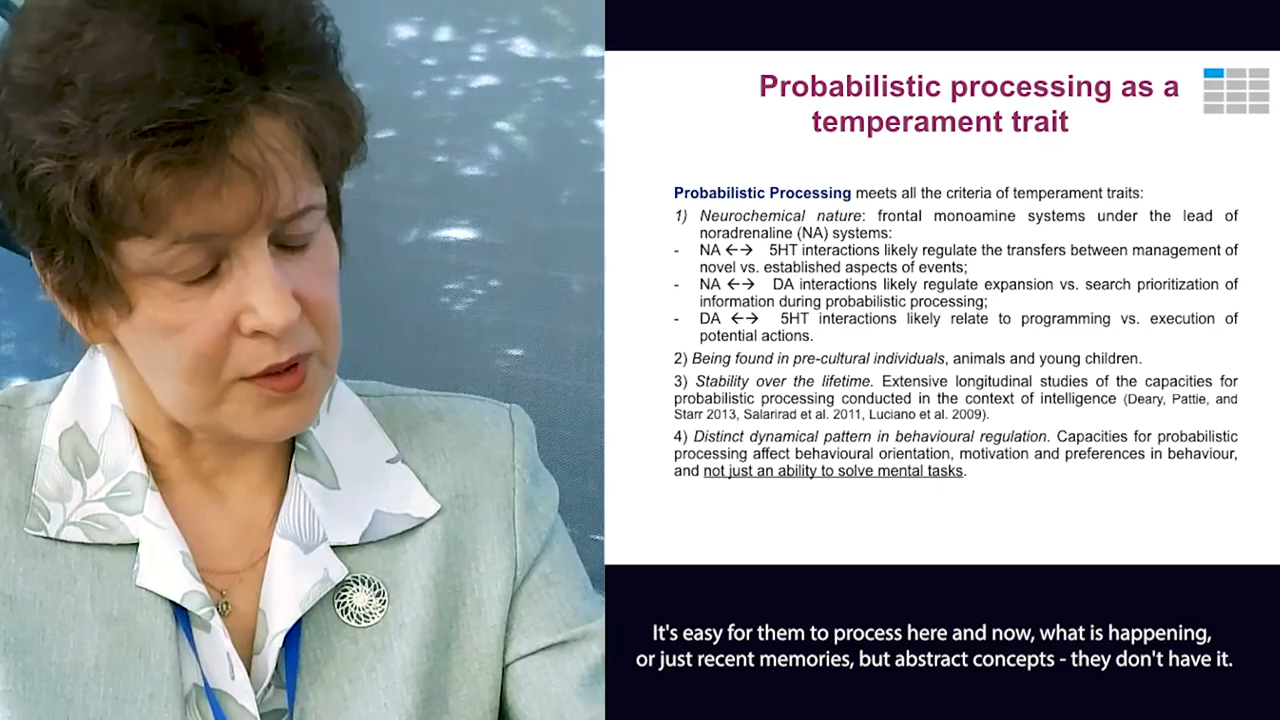 Probabilistic processing as a
temperament trait
Probabilistic Processing meets all the criteria of temperament traits:
1) Neurochemical nature: frontal monoamine systems under the lead of
noradrenaline (NA) systems:
- NA ←→ 5HT interactions likely regulate the transfers between management of
novel vs. established aspects of events;
- NA ←→ DA interactions likely regulate expansion vs. search prioritization of
information during probabilistic processing;
- DA ←→ 5HT interactions likely relate to programming vs. execution of
potential actions.
2) Being found in pre-cultural individuals, animals and young children.
3) Stability over the lifetime. Extensive longitudinal studies of the capacities for
probabilistic processing conducted in the context of intelligence (Deary, Pattie, and
Starr 2013, Salarirad et al. 2011, Luciano et al. 2009).
4) Distinct dynamical pattern in behavioural regulation. Capacities for probabilistic
processing affect behavioural orientation, motivation and preferences in behaviour,
and not just an ability to solve mental tasks.
It's easy for them to process here and now, what is happening,
or just recent memories, but abstract concepts - they don't have it.